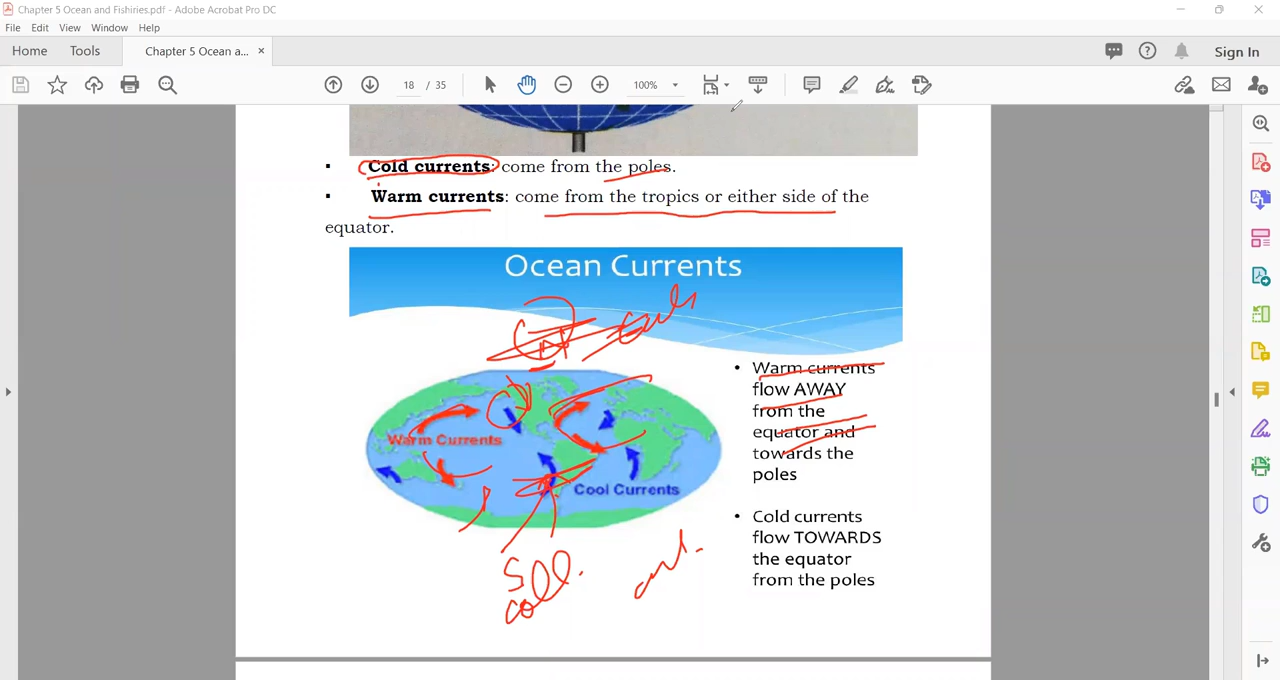 Chapter 5 Ocean and Fishiries.pdf - Adobe Acrobat Pro DC
File Edit View Window Help
Home Tools Chapter 5 Ocean a... × Sign In
18 / 35 100%
▪ Cold currents: come from the poles.
▪ Warm currents: come from the tropics or either side of the
equator.
Ocean Currents
• Warm currents
flow AWAY
from the
equator and
towards the
poles
Warm Currents
Cool Currents
• Cold currents
flow TOWARDS
the equator
from the poles